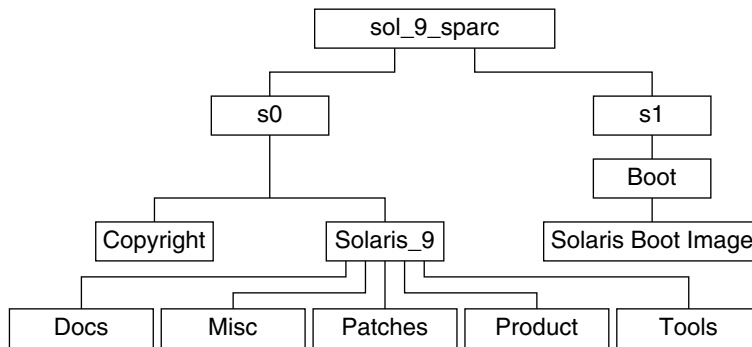 sol_9_sparc
s0
s1
Boot
Copyright
Solaris_9
Solaris Boot Image
Docs
Misc
Patches
Product
Tools